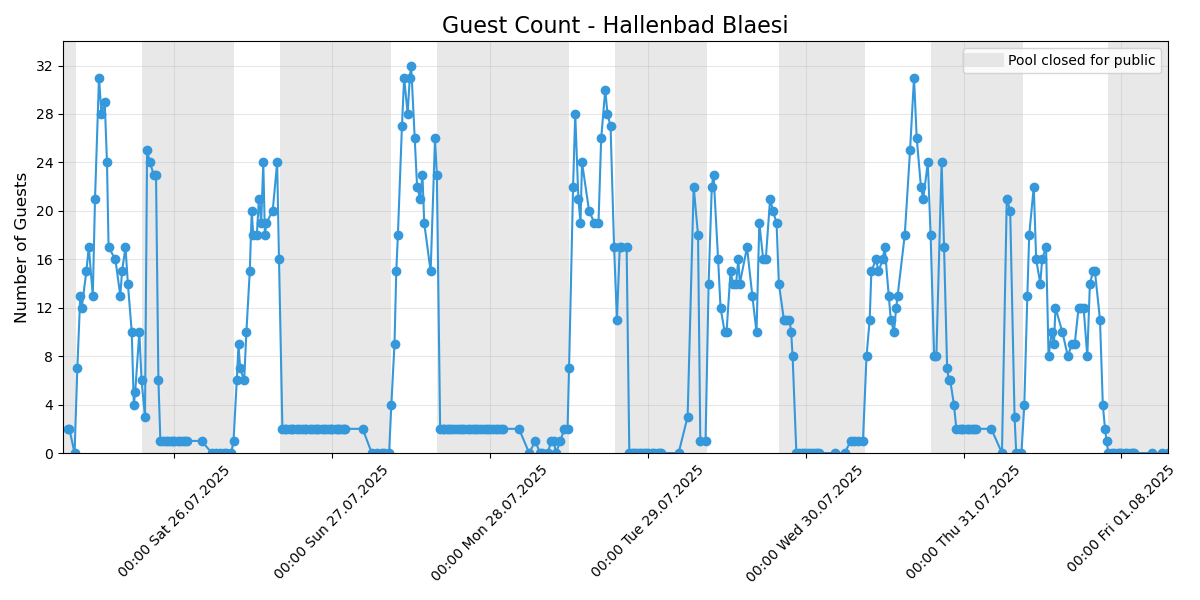 Guest Count - Hallenbad Blaesi
Pool closed for public
Number of Guests
32
28
24
20
16
12
8
4
0
00:00 Sat 26.07.2025
00:00 Sun 27.07.2025
00:00 Mon 28.07.2025
00:00 Tue 29.07.2025
00:00 Wed 30.07.2025
00:00 Thu 31.07.2025
00:00 Fri 01.08.2025